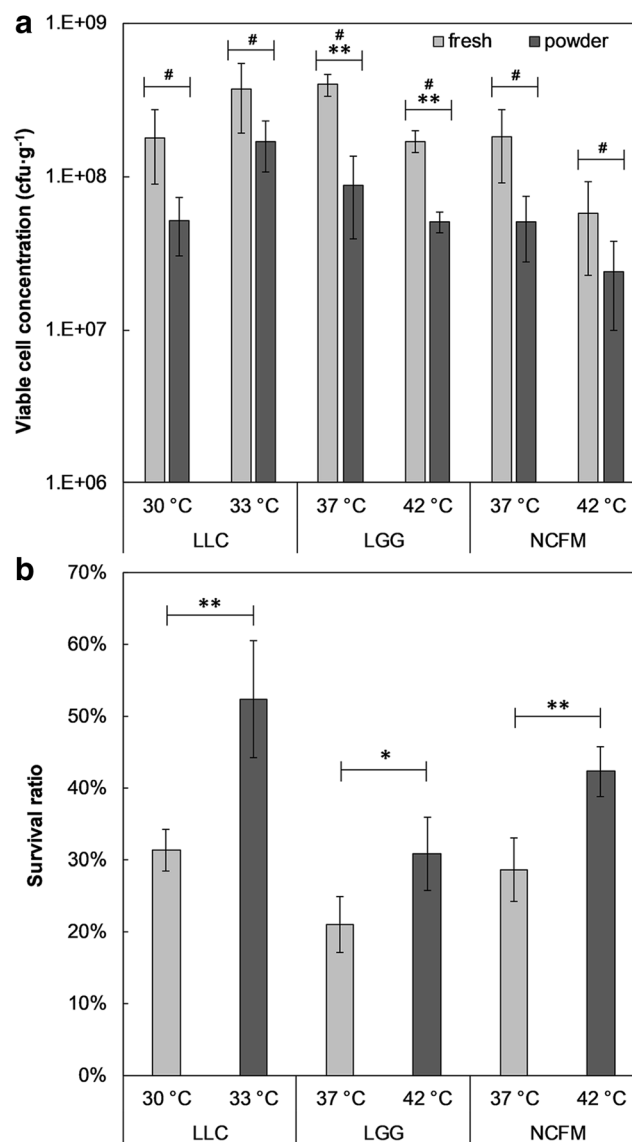 a
1.E+09
# # # # # #
** **
fresh powder
1.E+08
1.E+07
1.E+06
Viable cell concentration (cfu·g⁻¹)
30 °C 33 °C 37 °C 42 °C 37 °C 42 °C
LLC LGG NCFM
b
70%
60%
50%
40%
30%
20%
10%
0%
Survival ratio
** * **
30 °C 33 °C 37 °C 42 °C 37 °C 42 °C
LLC LGG NCFM